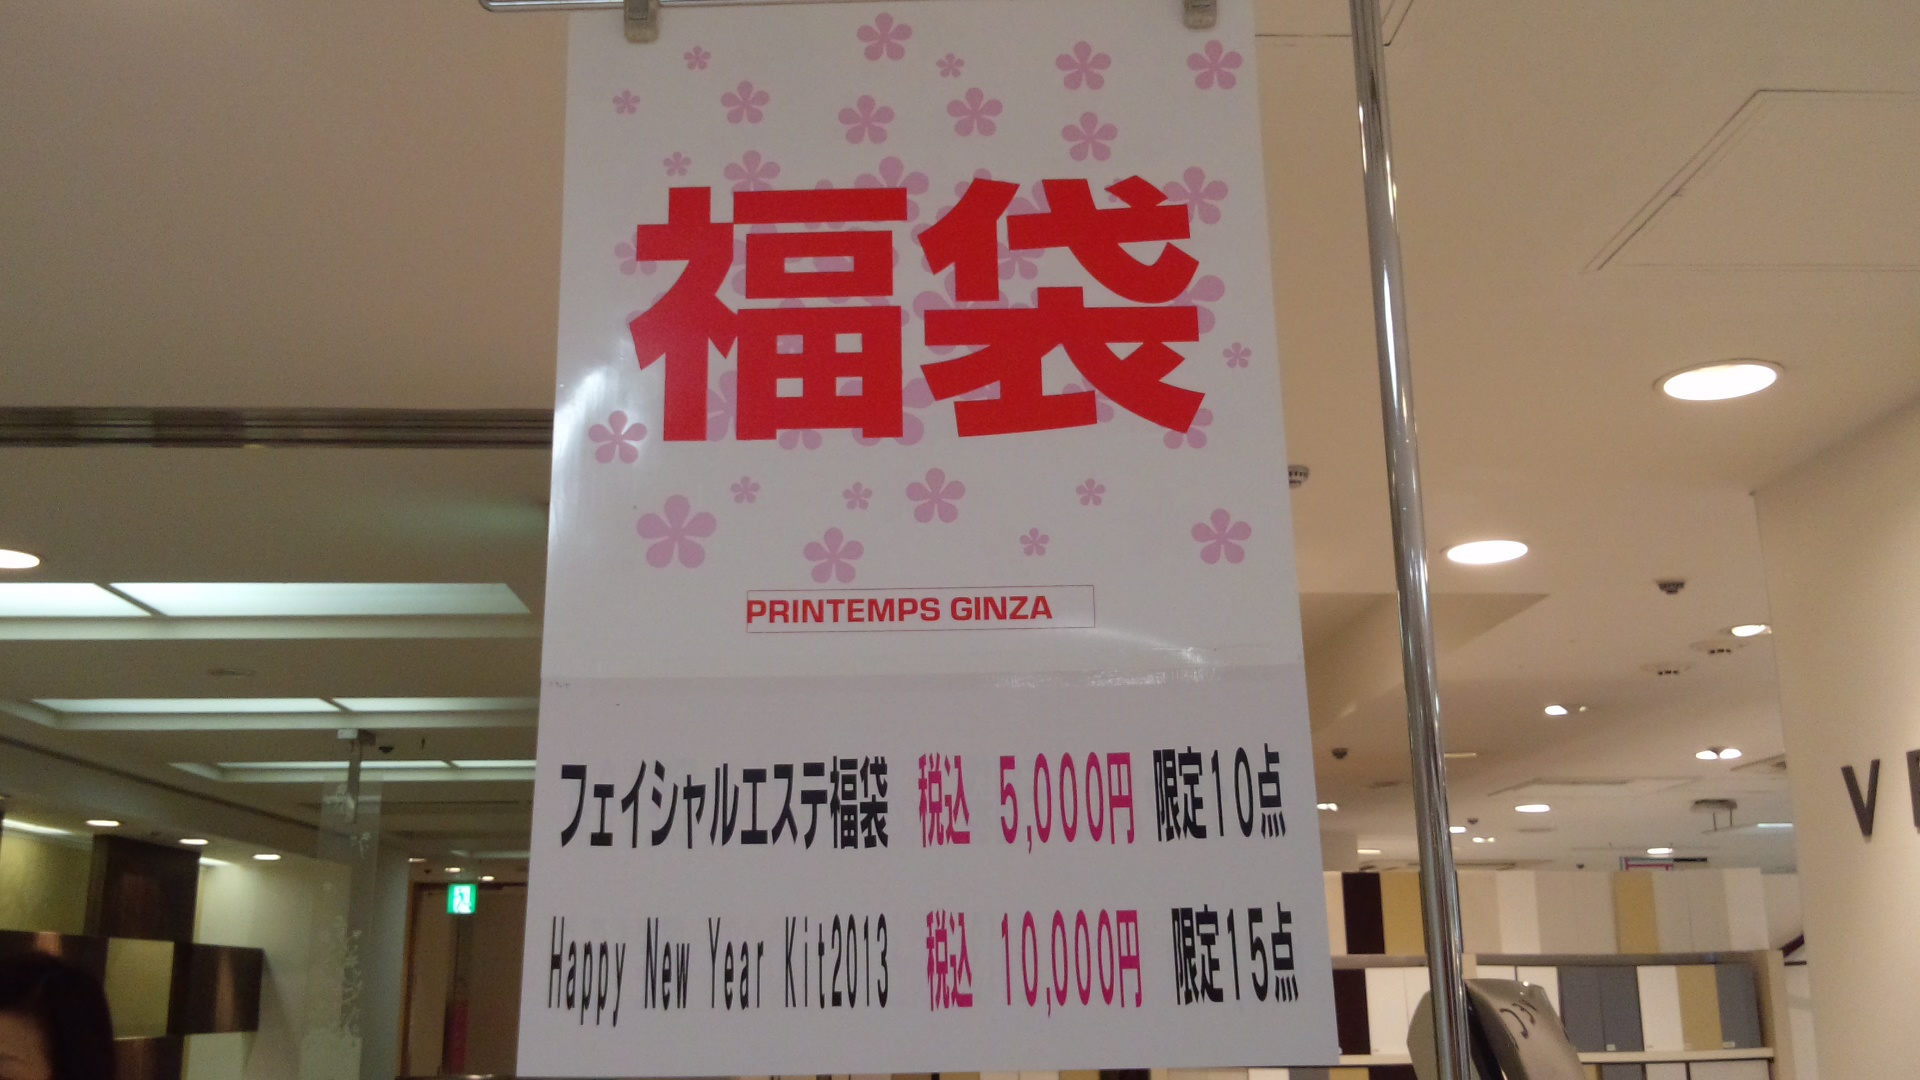 福袋
PRINTEMPS GINZA
フェイシャルエステ福袋 税込 5,000円 限定10点
Happy New Year Kit2013 税込 10,000円 限定15点